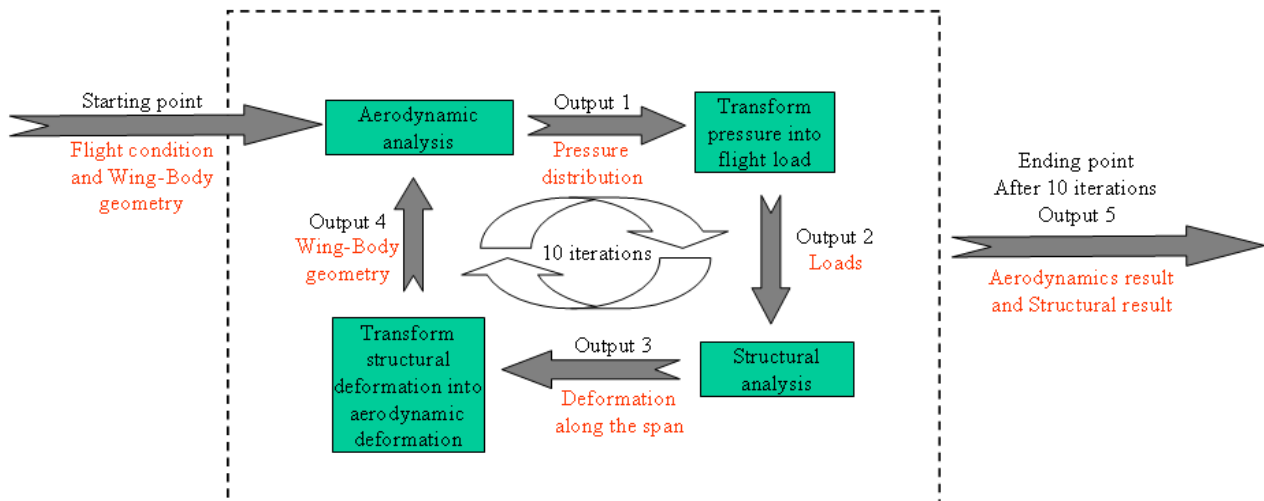 Starting point
Flight condition
and Wing-Body
geometry
Aerodynamic
analysis
Output 1
Pressure
distribution
Transform
pressure into
flight load
Output 2
Loads
Structural
analysis
Output 3
Deformation
along the span
Transform
structural
deformation into
aerodynamic
deformation
Output 4
Wing-Body
geometry
10 iterations
Ending point
After 10 iterations
Output 5
Aerodynamics result
and Structural result